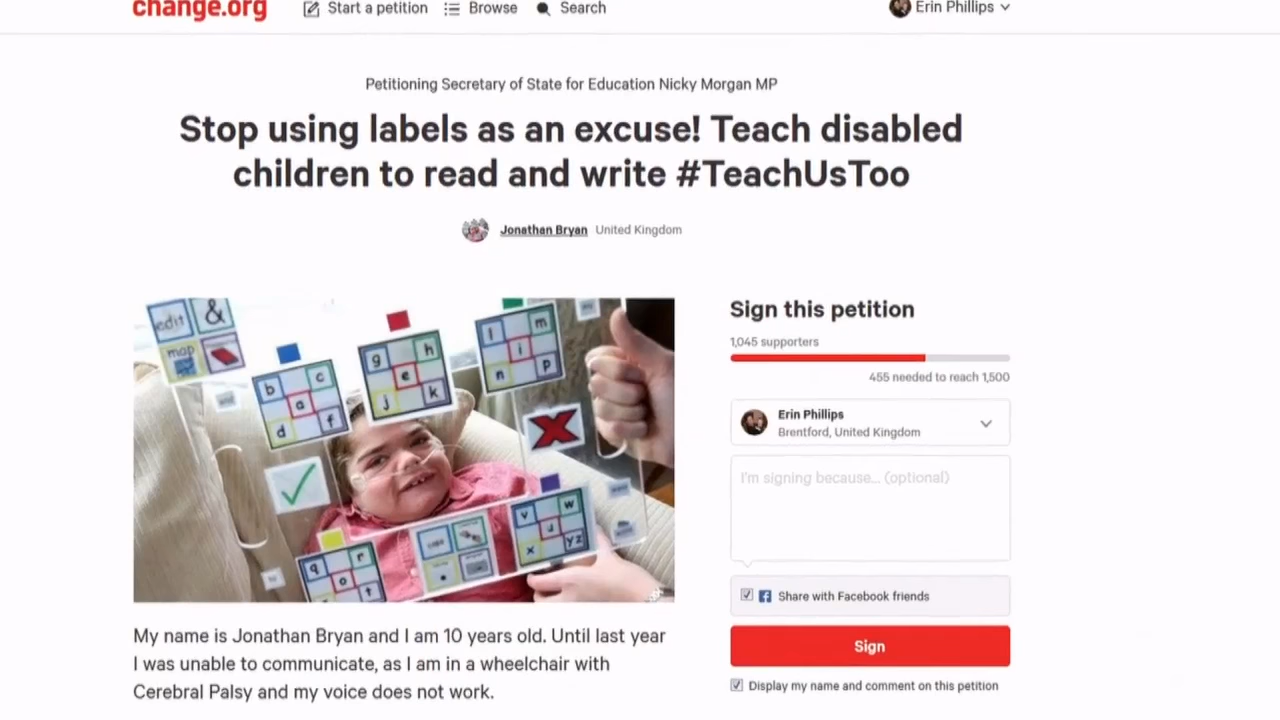 change.org
Start a petition
Browse
Search
Erin Phillips
Petitioning Secretary of State for Education Nicky Morgan MP
Stop using labels as an excuse! Teach disabled
children to read and write #TeachUsToo
Jonathan Bryan United Kingdom
edit &
map
b c
a
d f
g h
e
j k
l m
i
n p
q r
o
t
v w
u
x yz
Sign this petition
1,045 supporters
455 needed to reach 1,500
Erin Phillips
Brentford, United Kingdom
I'm signing because... (optional)
Share with Facebook friends
Sign
Display my name and comment on this petition
My name is Jonathan Bryan and I am 10 years old. Until last year
I was unable to communicate, as I am in a wheelchair with
Cerebral Palsy and my voice does not work.